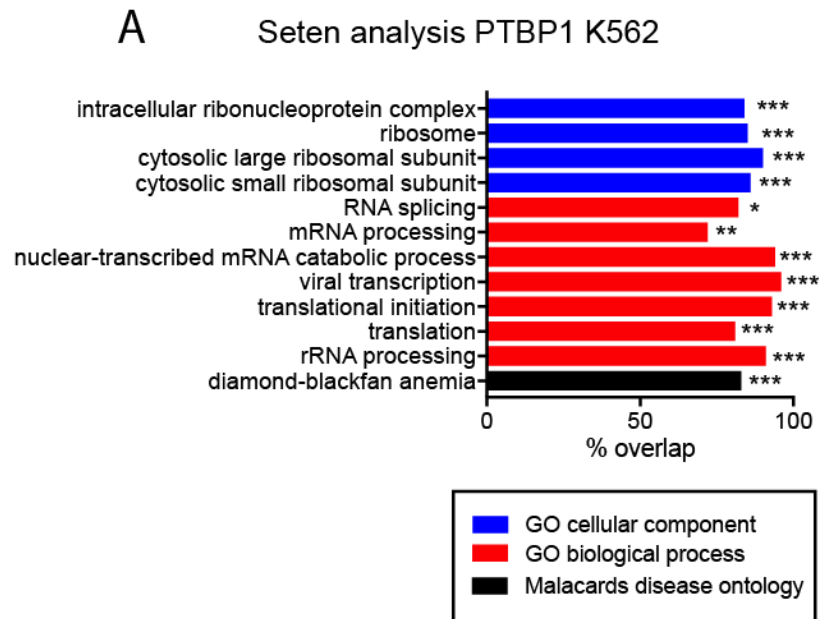 A Seten analysis PTBP1 K562
intracellular ribonucleoprotein complex ***
ribosome ***
cytosolic large ribosomal subunit ***
cytosolic small ribosomal subunit ***
RNA splicing *
mRNA processing **
nuclear-transcribed mRNA catabolic process ***
viral transcription ***
translational initiation ***
translation ***
rRNA processing ***
diamond-blackfan anemia ***
0 50 100
% overlap
GO cellular component
GO biological process
Malacards disease ontology